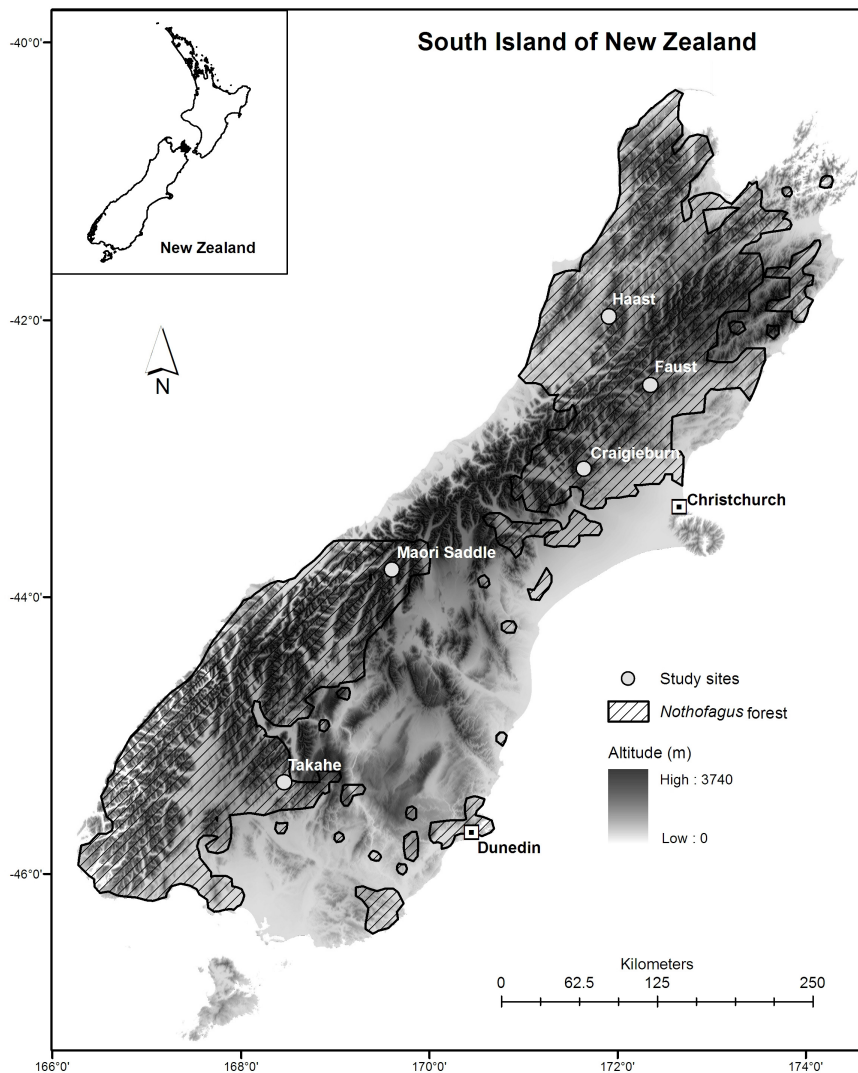 South Island of New Zealand
New Zealand
N
Haast
Faust
Craigieburn
Christchurch
Maori Saddle
Takahe
Dunedin
Study sites
Nothofagus forest
Altitude (m)
High : 3740
Low : 0
Kilometers
0 62.5 125 250
-40°0'
-42°0'
-44°0'
-46°0'
166°0' 168°0' 170°0' 172°0' 174°0'